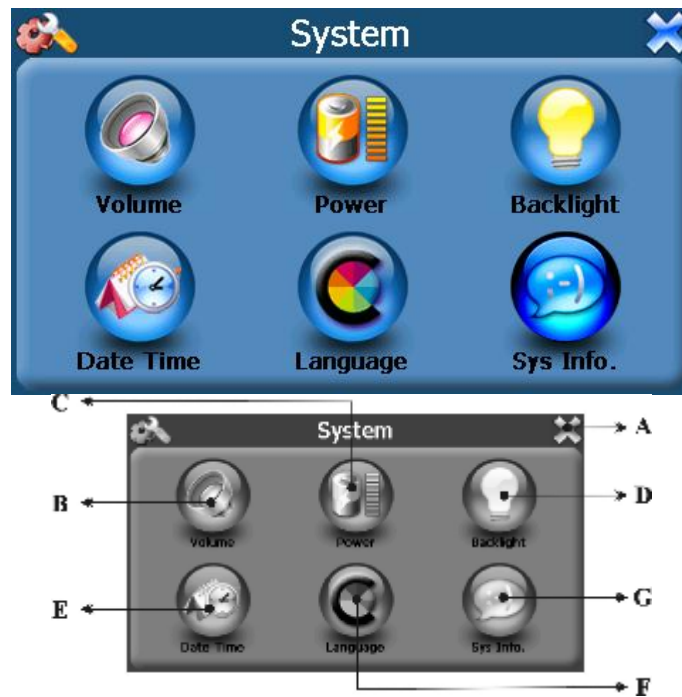 System
Volume Power Backlight
Date Time Language Sys Info.
C
System A
B D
Volume Power Backlight
E G
Date Time Language Sys Info.
F